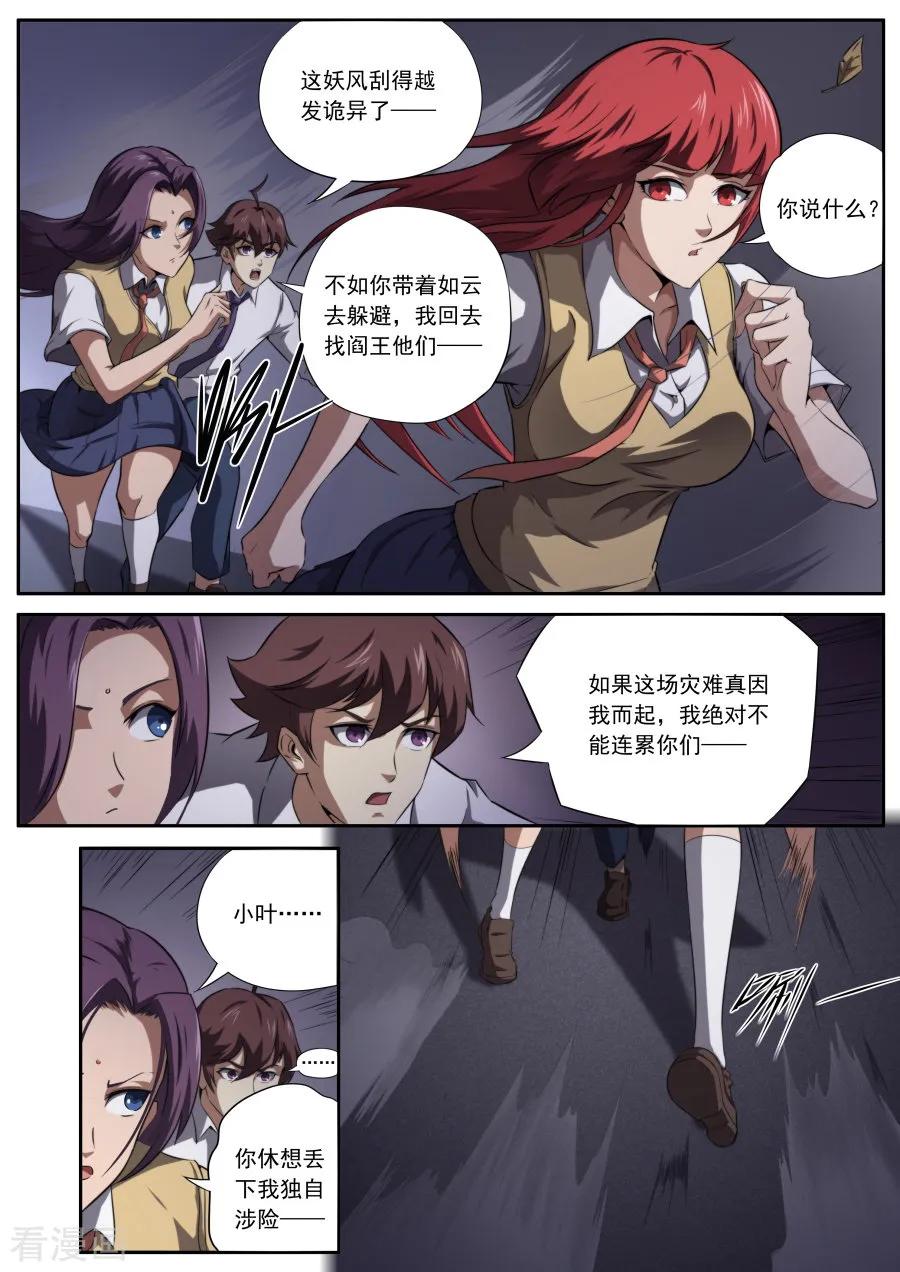 这妖风刮得越
发诡异了——
你说什么？
不如你带着如云
去躲避，我回去
找阎王他们——
如果这场灾难真因
我而起，我绝对不
能连累你们——
小叶……
……
你休想丢
下我独自
涉险——
唰
看漫画